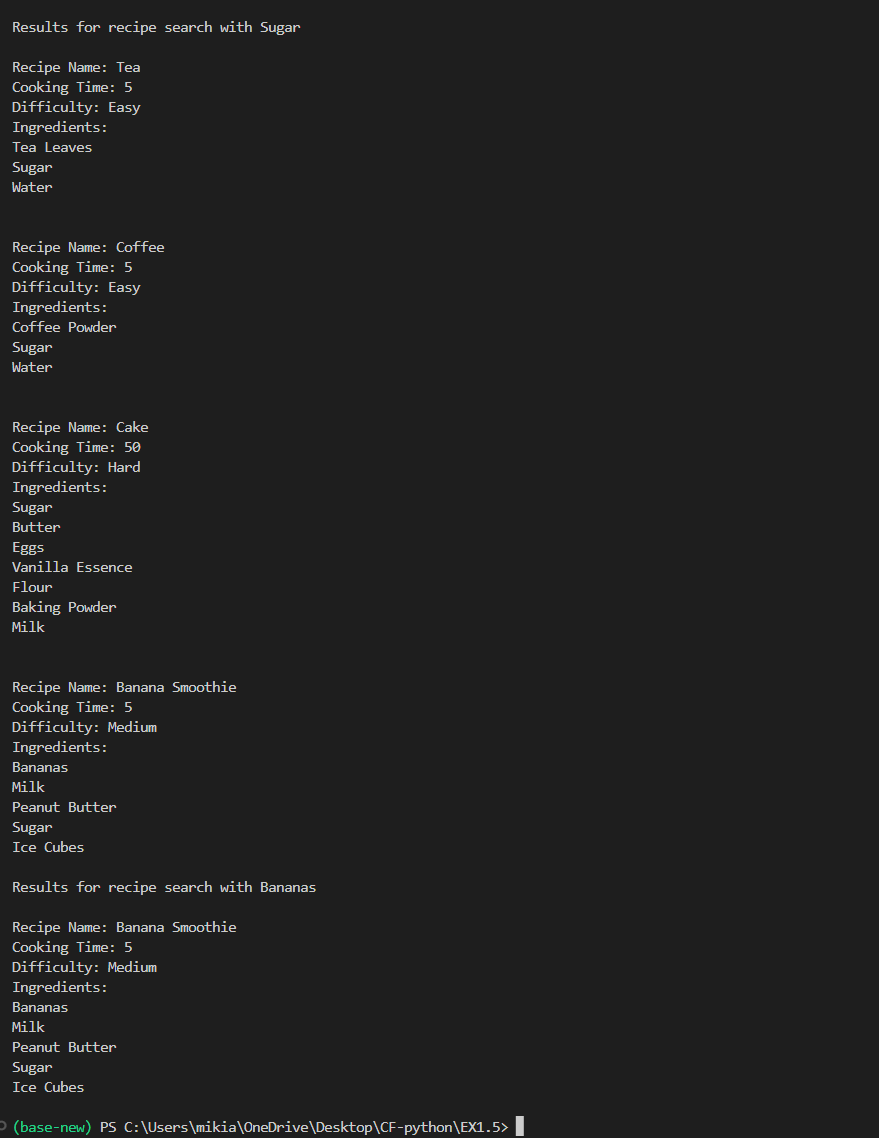 Results for recipe search with Sugar
Recipe Name: Tea
Cooking Time: 5
Difficulty: Easy
Ingredients:
Tea Leaves
Sugar
Water
Recipe Name: Coffee
Cooking Time: 5
Difficulty: Easy
Ingredients:
Coffee Powder
Sugar
Water
Recipe Name: Cake
Cooking Time: 50
Difficulty: Hard
Ingredients:
Sugar
Butter
Eggs
Vanilla Essence
Flour
Baking Powder
Milk
Recipe Name: Banana Smoothie
Cooking Time: 5
Difficulty: Medium
Ingredients:
Bananas
Milk
Peanut Butter
Sugar
Ice Cubes
Results for recipe search with Bananas
Recipe Name: Banana Smoothie
Cooking Time: 5
Difficulty: Medium
Ingredients:
Bananas
Milk
Peanut Butter
Sugar
Ice Cubes
(base-new) PS C:\Users\mikia\OneDrive\Desktop\CF-python\EX1.5>